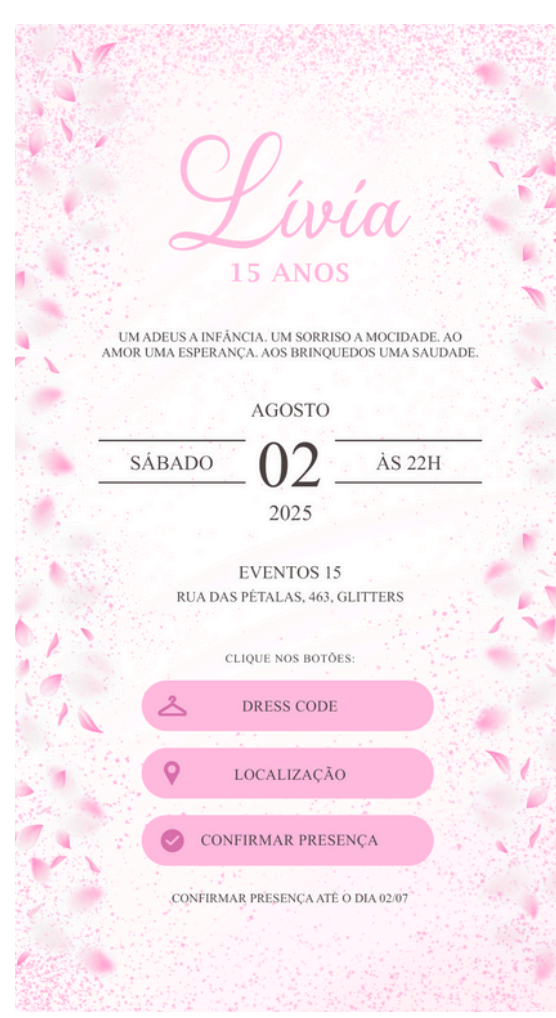 Lívia
15 ANOS
UM ADEUS A INFÂNCIA. UM SORRISO A MOCIDADE. AO
AMOR UMA ESPERANÇA. AOS BRINQUEDOS UMA SAUDADE.
AGOSTO
SÁBADO 02 ÀS 22H
2025
EVENTOS 15
RUA DAS PÉTALAS, 463, GLITTERS
CLIQUE NOS BOTÕES:
DRESS CODE
LOCALIZAÇÃO
CONFIRMAR PRESENÇA
CONFIRMAR PRESENÇA ATÉ O DIA 02/07